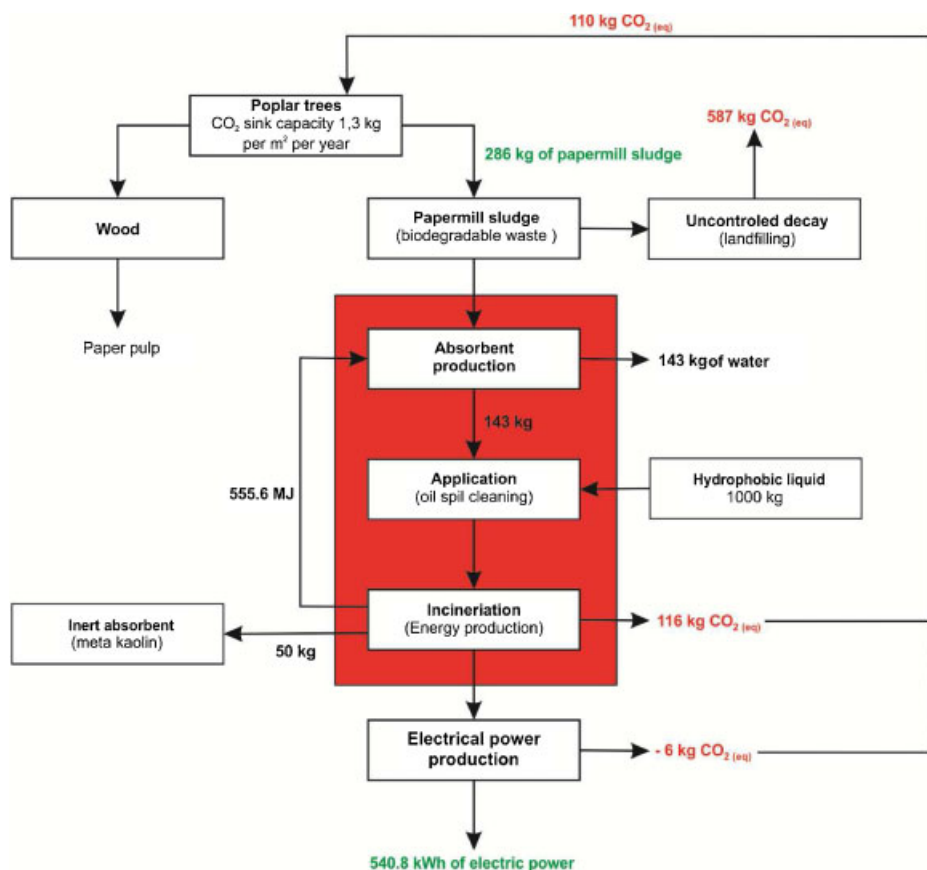 110 kg CO2 (eq)
Poplar trees
CO2 sink capacity 1,3 kg
per m2 per year
587 kg CO2 (eq)
286 kg of papermill sludge
Wood
Papermill sludge
(biodegradable waste )
Uncontroled decay
(landfilling)
Paper pulp
Absorbent
production
143 kgof water
143 kg
Application
(oil spil cleaning)
Hydrophobic liquid
1000 kg
555.6 MJ
Incineriation
(Energy production)
Inert absorbent
(meta kaolin)
50 kg
116 kg CO2 (eq)
Electrical power
production
- 6 kg CO2 (eq)
540.8 kWh of electric power